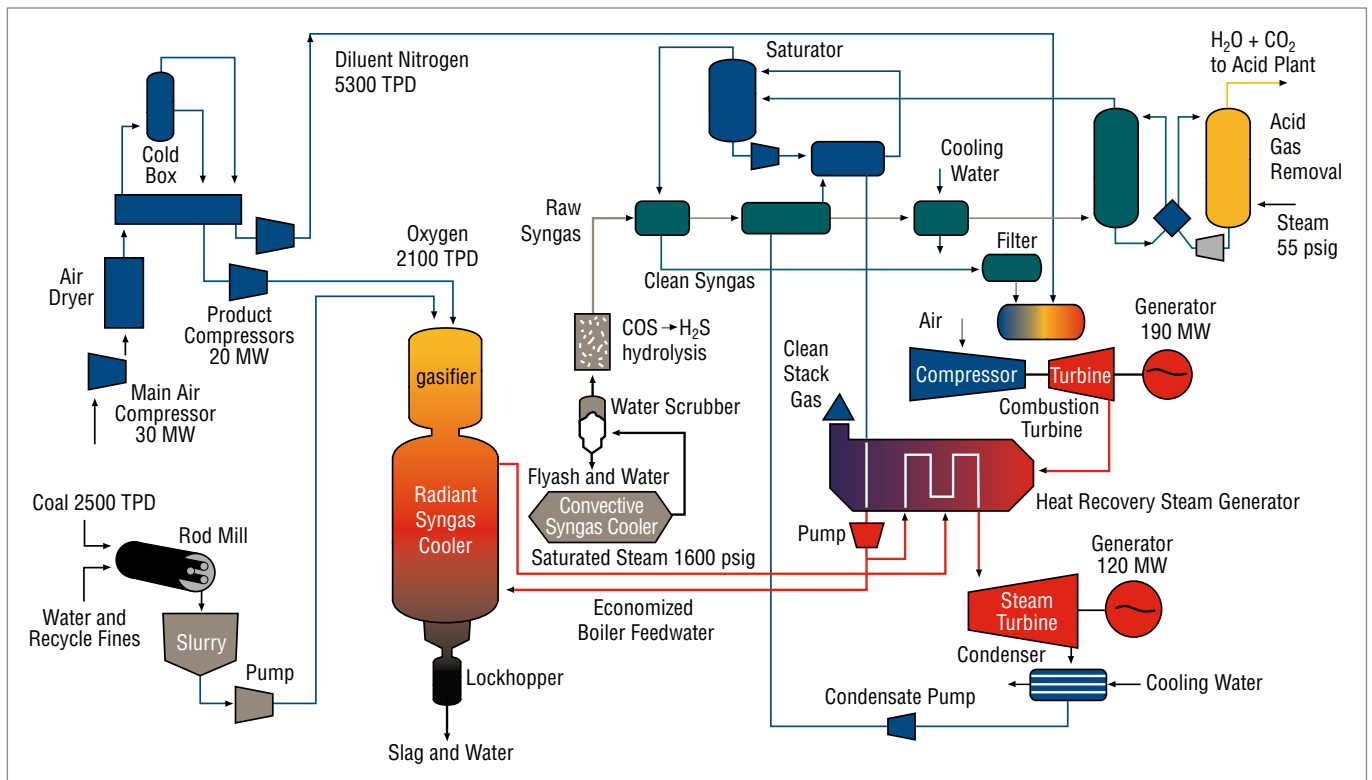 Diluent Nitrogen
5300 TPD
Saturator
H2O + CO2
to Acid Plant
Cold
Box
Cooling
Water
Acid
Gas
Removal
Raw
Syngas
Steam
55 psig
Oxygen
2100 TPD
Air
Dryer
Filter
Clean Syngas
Product
Compressors
20 MW
COS → H2S
hydrolysis
Air
Generator
190 MW
Clean
Stack
Gas
gasifier
Compressor
Turbine
Main Air
Compressor
30 MW
Water Scrubber
Combustion
Turbine
Flyash and Water
Coal 2500 TPD
Radiant
Syngas
Cooler
Convective
Syngas Cooler
Heat Recovery Steam Generator
Rod Mill
Pump
Saturated Steam 1600 psig
Generator
120 MW
Water and
Recycle Fines
Economized
Boiler Feedwater
Steam
Turbine
Slurry
Condenser
Pump
Lockhopper
Cooling Water
Condensate Pump
Slag and Water